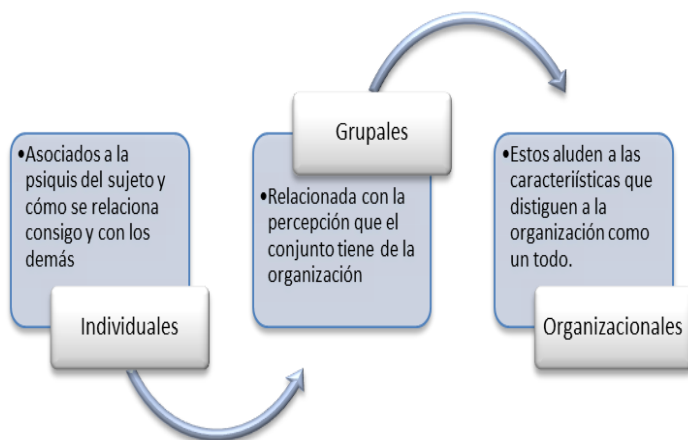 •Asociados a la
psiquis del sujeto y
cómo se relaciona
consigo y con los
demás
Individuales
Grupales
•Relacionada con la
percepción que el
conjunto tiene de la
organización
•Estos aluden a las
caracteriísticas que
distiguen a la
organización como
un todo.
Organizacionales